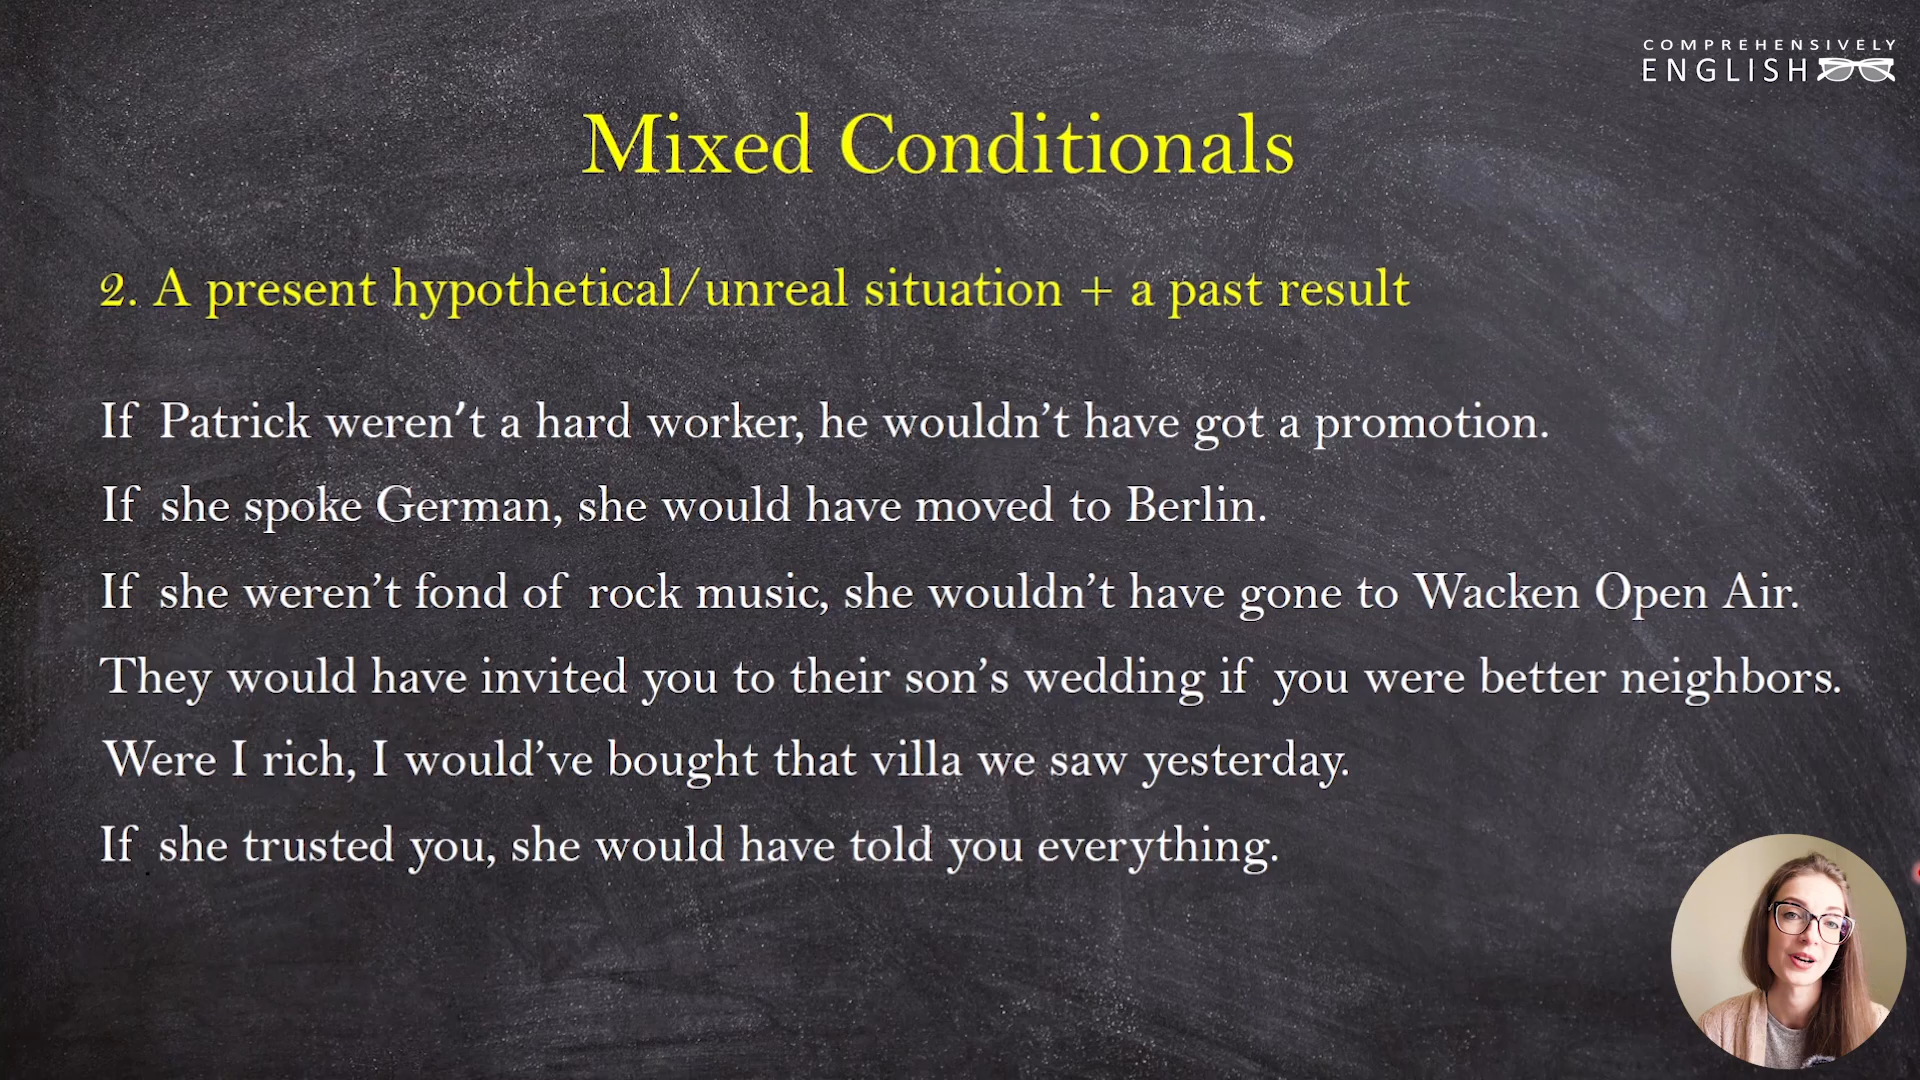 COMPREHENSIVELY
ENGLISH
Mixed Conditionals
2. A present hypothetical/unreal situation + a past result
If Patrick weren't a hard worker, he wouldn’t have got a promotion.
If she spoke German, she would have moved to Berlin.
If she weren’t fond of rock music, she wouldn’t have gone to Wacken Open Air.
They would have invited you to their son’s wedding if you were better neighbors.
Were I rich, I would’ve bought that villa we saw yesterday.
If she trusted you, she would have told you everything.